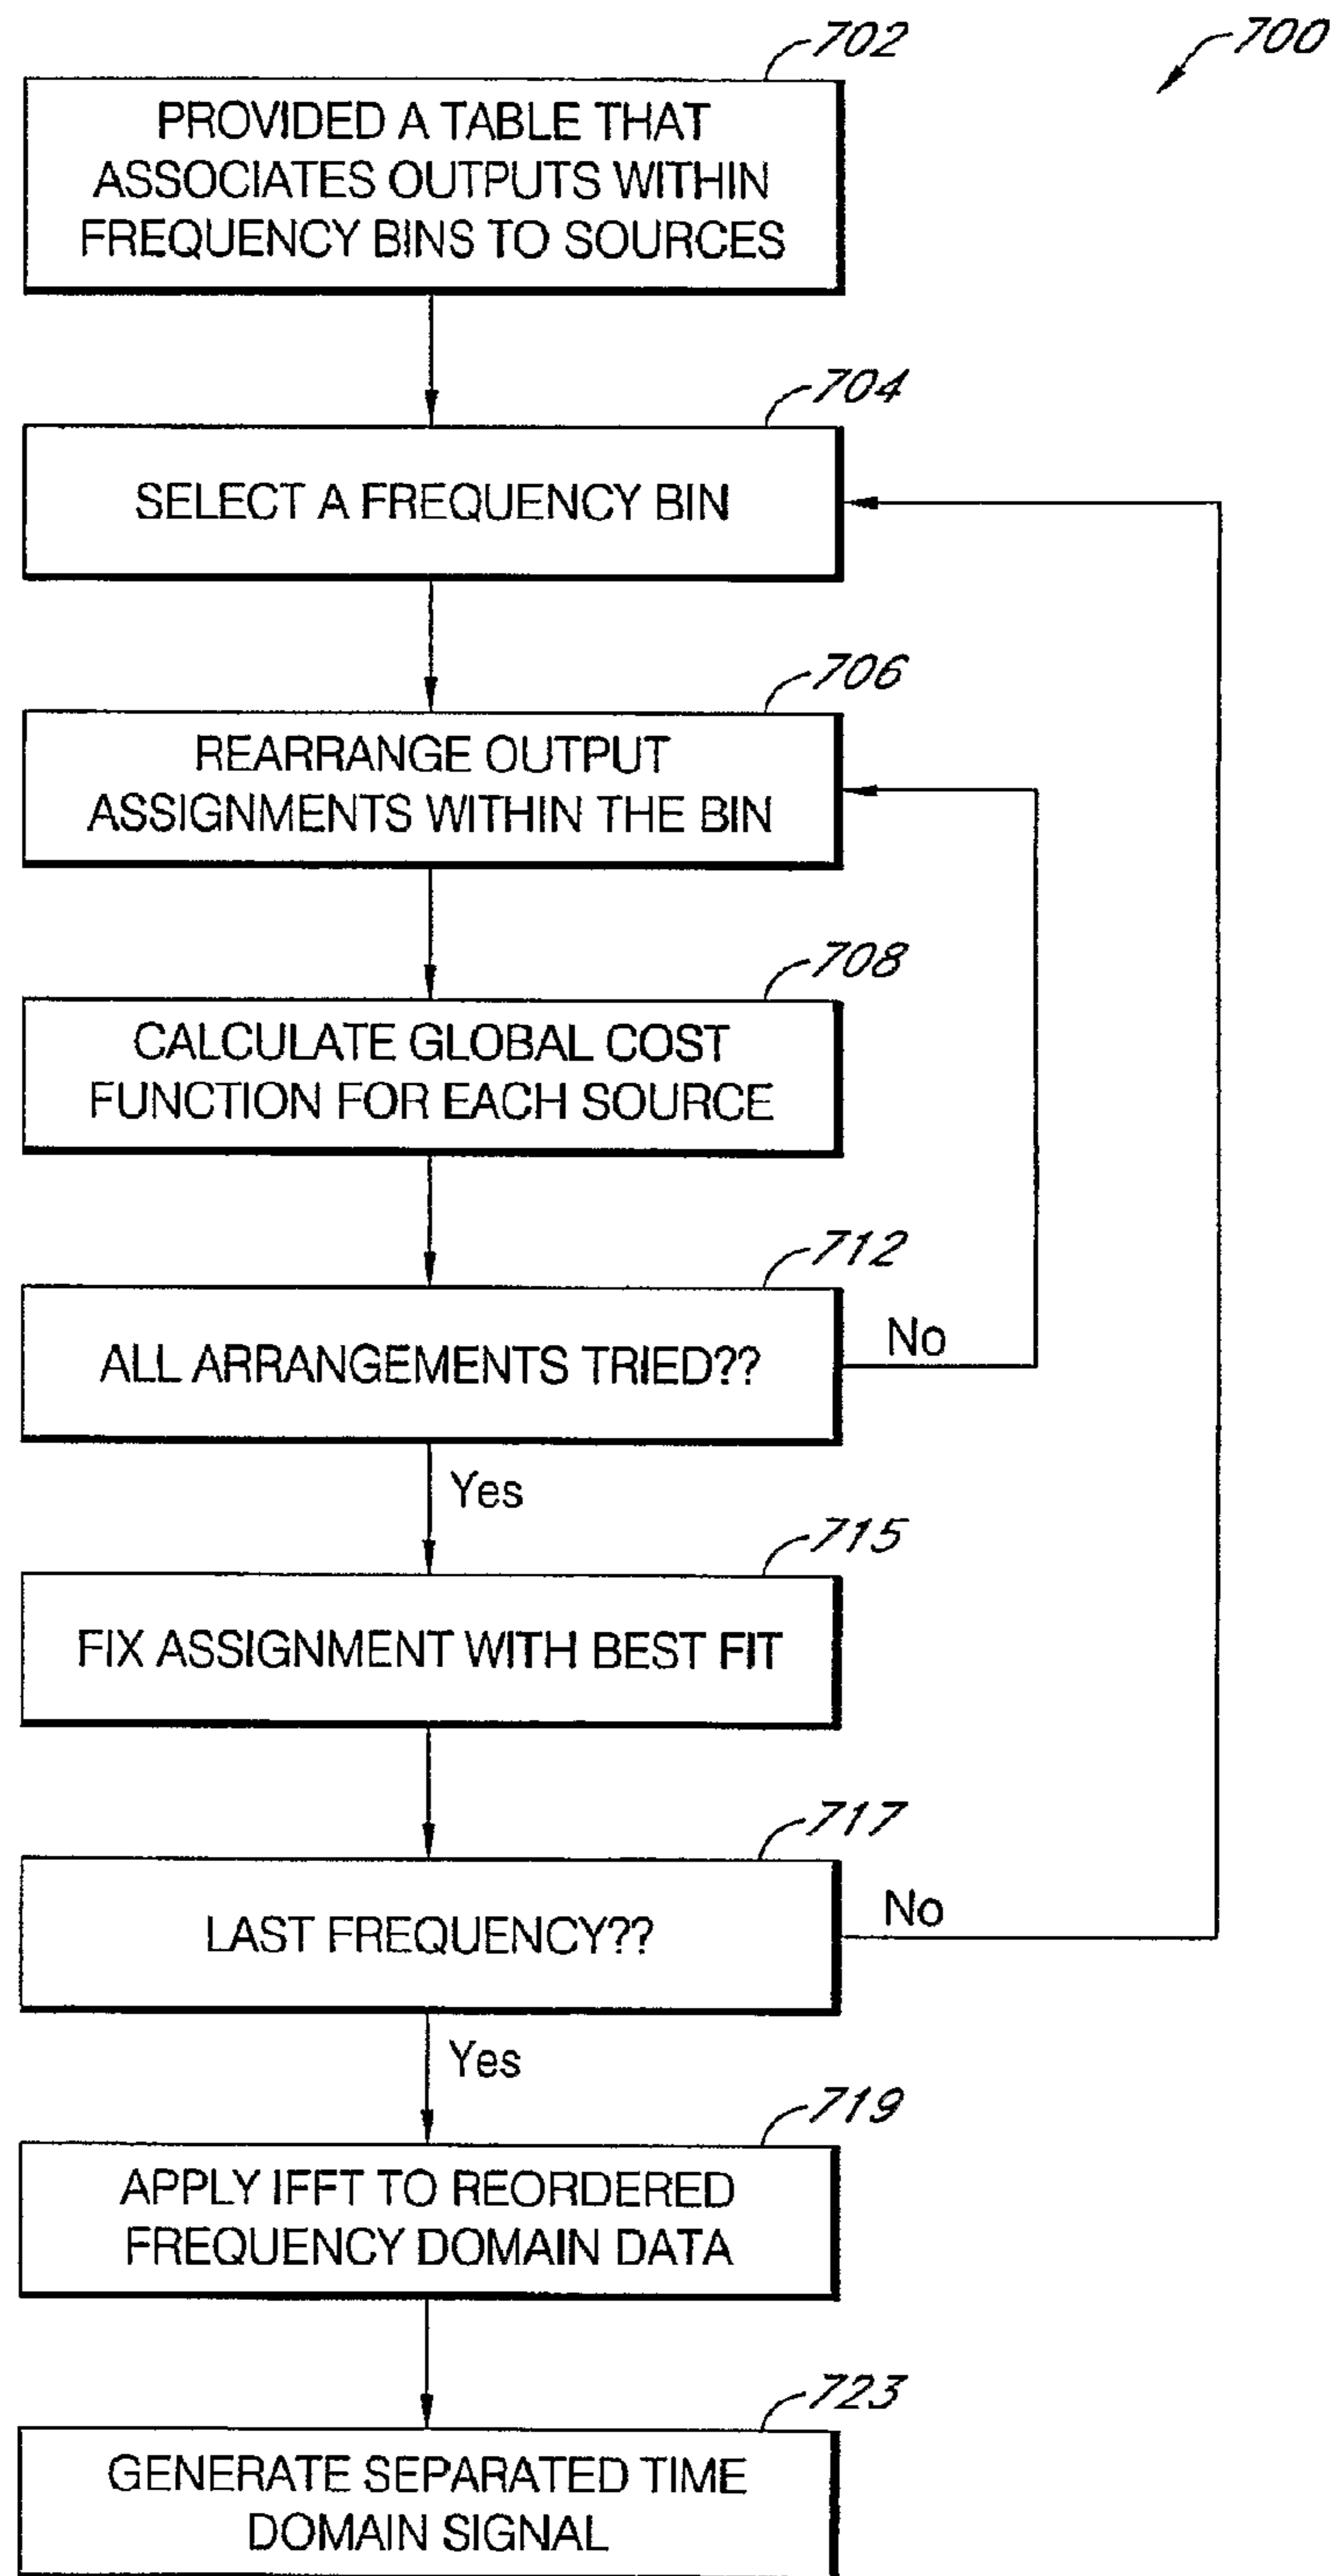 700
702
PROVIDED A TABLE THAT
ASSOCIATES OUTPUTS WITHIN
FREQUENCY BINS TO SOURCES
704
SELECT A FREQUENCY BIN
706
REARRANGE OUTPUT
ASSIGNMENTS WITHIN THE BIN
708
CALCULATE GLOBAL COST
FUNCTION FOR EACH SOURCE
712
ALL ARRANGEMENTS TRIED??
No
Yes
715
FIX ASSIGNMENT WITH BEST FIT
717
LAST FREQUENCY??
No
Yes
719
APPLY IFFT TO REORDERED
FREQUENCY DOMAIN DATA
723
GENERATE SEPARATED TIME
DOMAIN SIGNAL